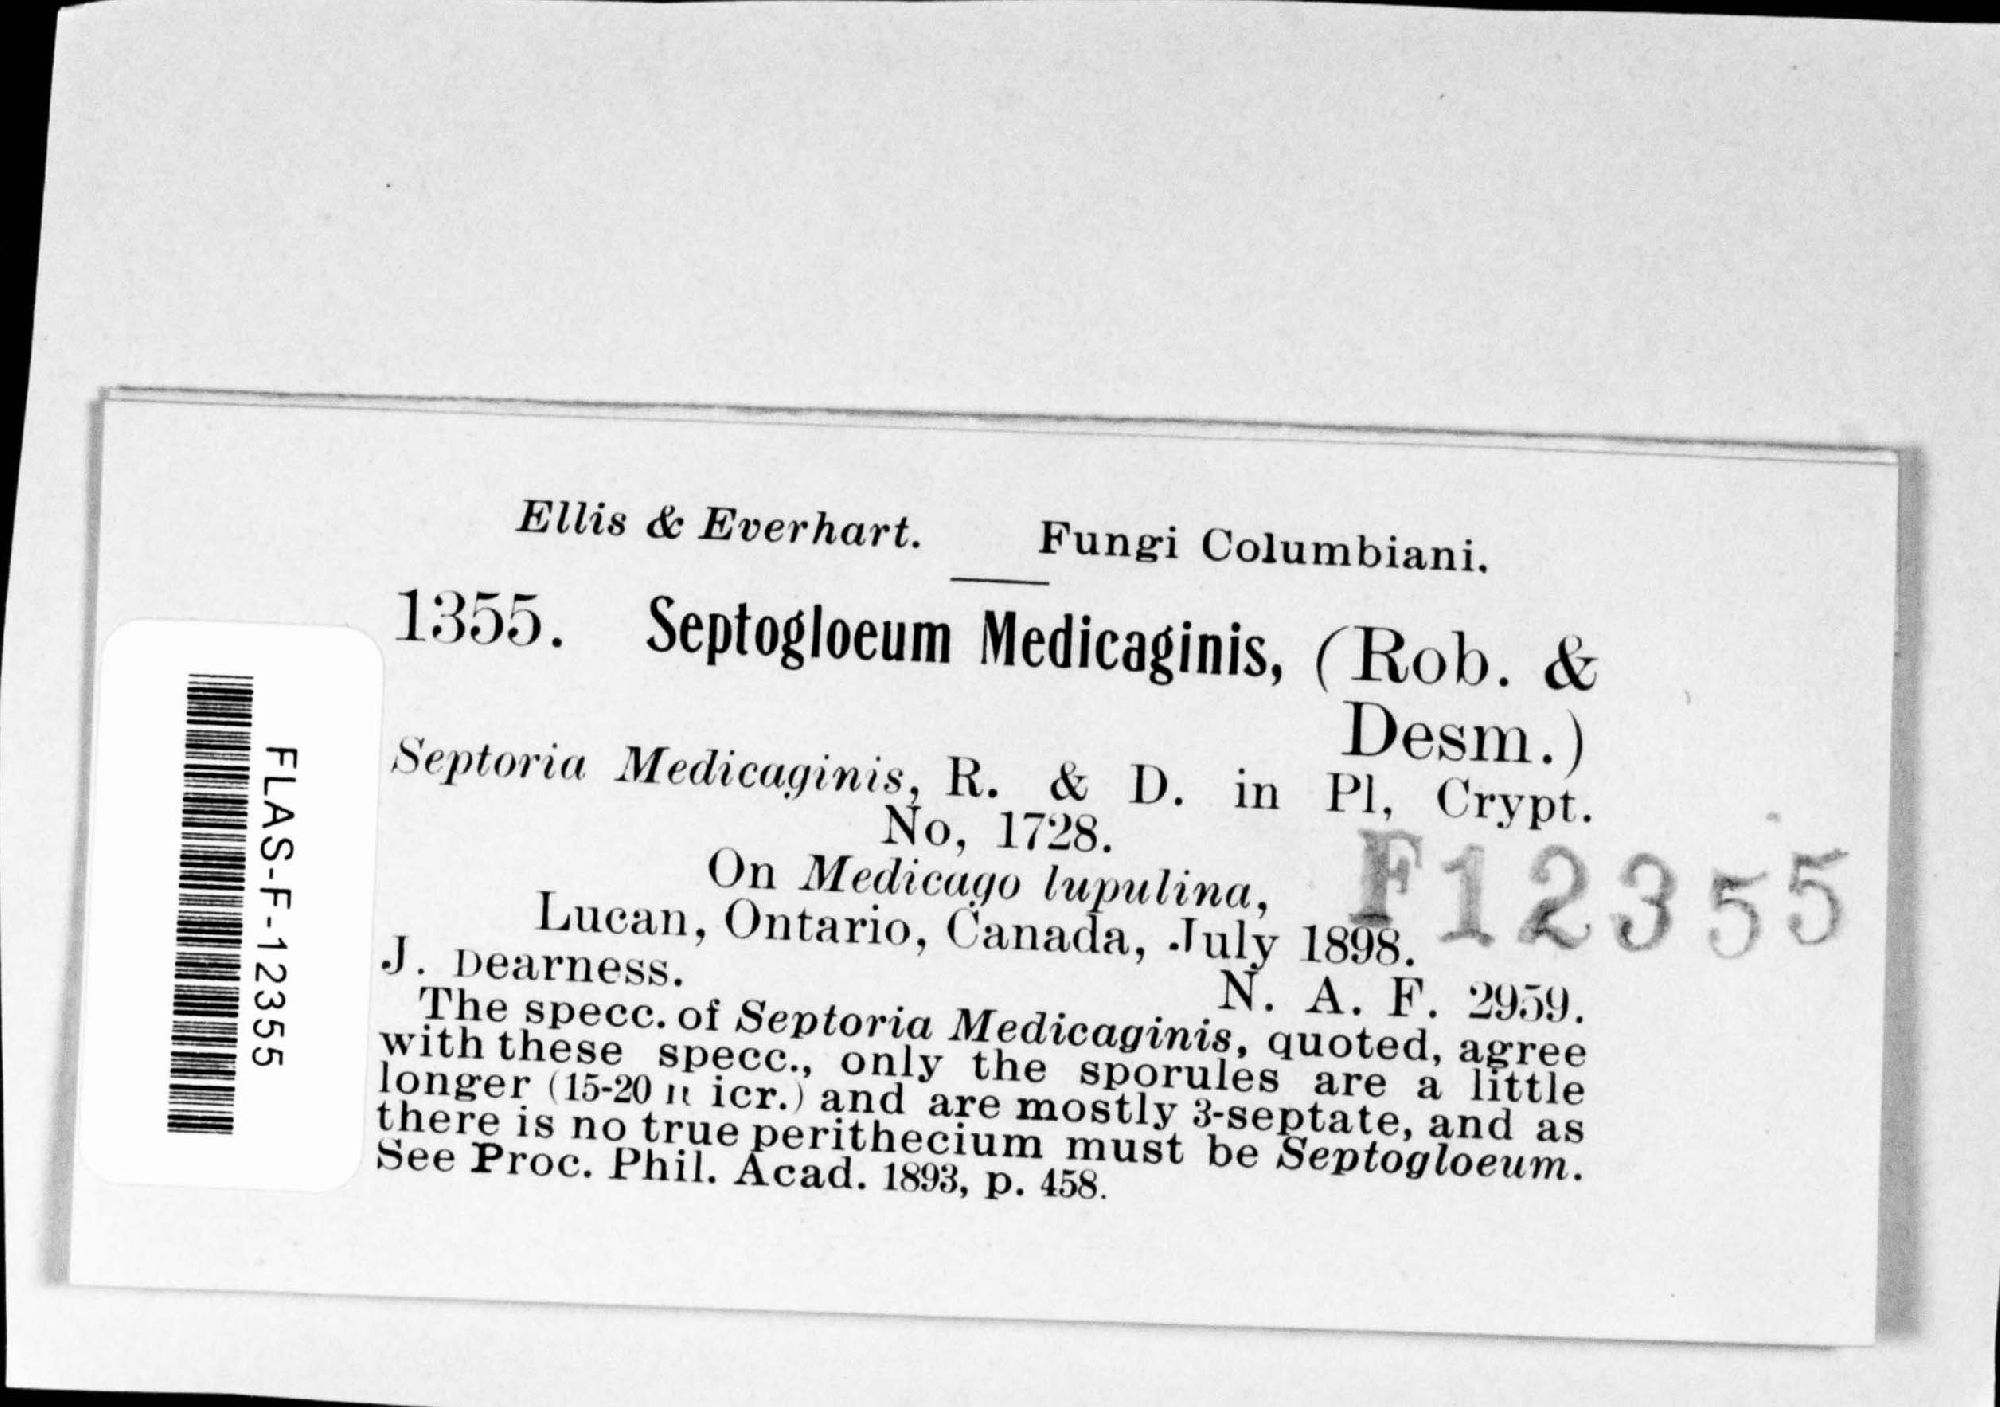 Ellis & Everhart. Fungi Columbiani.
1355. Septogloeum Medicaginis, (Rob. &
Desm.)
Septoria Medicaginis, R. & D. in Pl, Crypt.
No, 1728.
On Medicago lupulina,
F12355
Lucan, Ontario, Canada, July 1898.
J. Dearness.
N. A. F. 2959.
The specc. of Septoria Medicaginis, quoted, agree
with these specc., only the sporules are a little
longer (15-20 icr.) and are mostly 3-septate, and as
there is no true perithecium must be Septogloeum.
See Proc. Phil. Acad. 1893, p. 458.
FLAS-F-12355